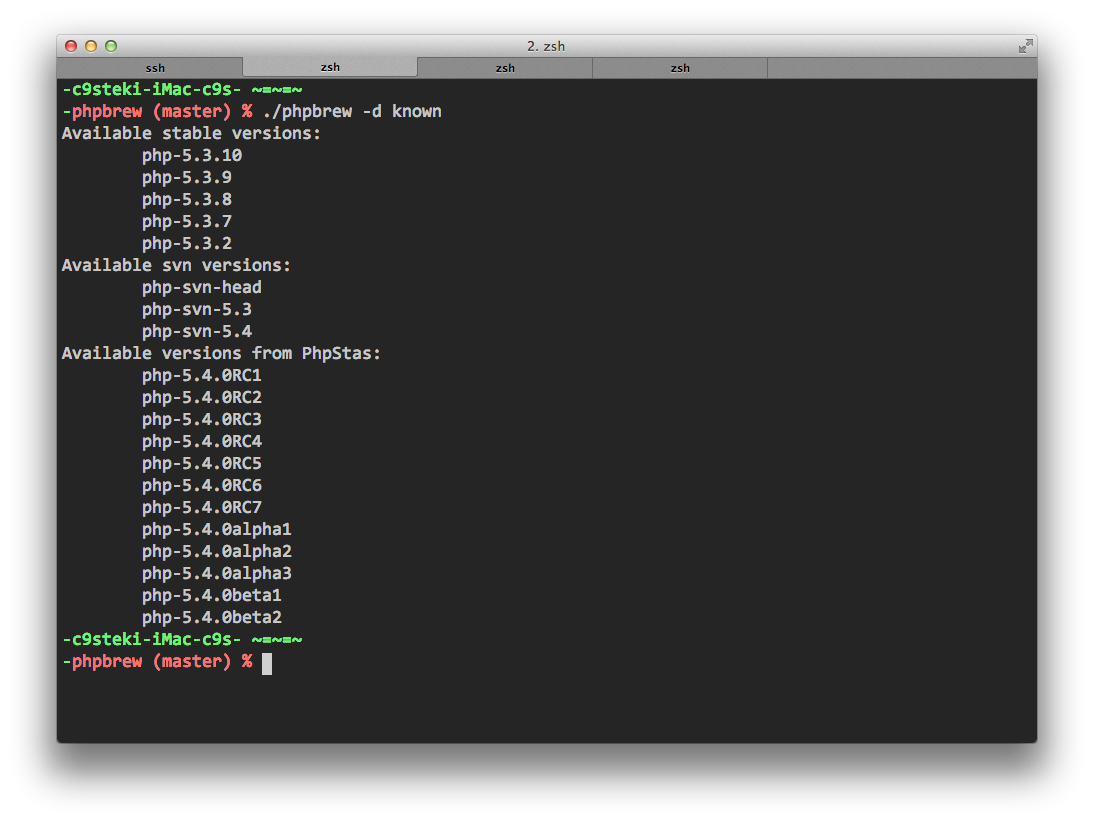 2. zsh
ssh zsh zsh zsh
-c9steki-iMac-c9s- ~=~=~
-phpbrew (master) % ./phpbrew -d known
Available stable versions:
php-5.3.10
php-5.3.9
php-5.3.8
php-5.3.7
php-5.3.2
Available svn versions:
php-svn-head
php-svn-5.3
php-svn-5.4
Available versions from PhpStas:
php-5.4.0RC1
php-5.4.0RC2
php-5.4.0RC3
php-5.4.0RC4
php-5.4.0RC5
php-5.4.0RC6
php-5.4.0RC7
php-5.4.0alpha1
php-5.4.0alpha2
php-5.4.0alpha3
php-5.4.0beta1
php-5.4.0beta2
-c9steki-iMac-c9s- ~=~=~
-phpbrew (master) %